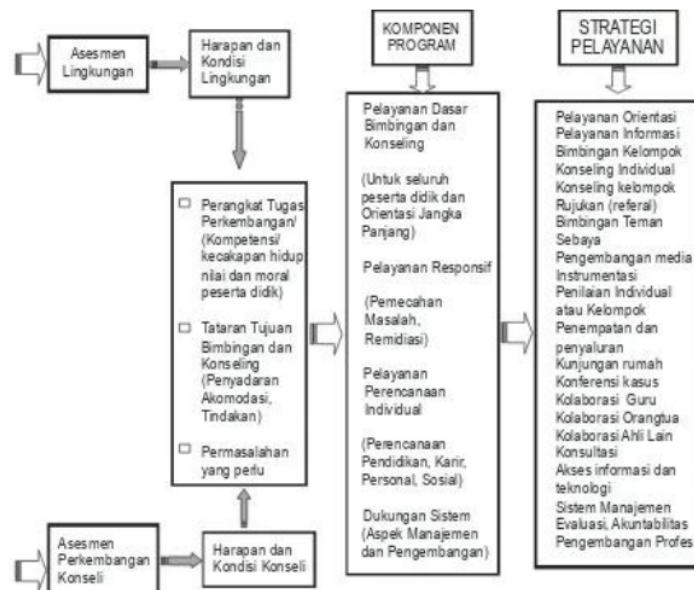 Asesmen
Lingkungan
Harapan dan
Kondisi
Lingkungan
Perangkat Tugas
Perkembangan/
(Kompetensi/
kecakapan hidup
nilai dan moral
peserta didik)
Tataran Tujuan
Bimbingan dan
Konseling
(Penyadaran
Akomodasi,
Tindakan)
Permasalahan
yang perlu
Asesmen
Perkembangan
Konseli
Harapan dan
Kondisi Konseli
KOMPONEN
PROGRAM
Pelayanan Dasar
Bimbingan dan
Konseling
(Untuk seluruh
peserta didik dan
Orientasi Jangka
Panjang)
Pelayanan Responsif
(Pemecahan
Masalah,
Remidiasi)
Pelayanan
Perencanaan
Individual
(Perencanaan
Pendidikan, Karir,
Personal, Sosial)
Dukungan Sistem
(Aspek Manajemen
dan Pengembangan)
STRATEGI
PELAYANAN
Pelayanan Orientasi
Pelayanan Informasi
Bimbingan Kelompok
Konseling Individual
Konseling kelompok
Rujukan (referal)
Bimbingan Teman
Sebaya
Pengembangan media
Instrumentasi
Penilaian Individual
atau Kelompok
Penempatan dan
penyaluran
Kunjungan rumah
Konferensi kasus
Kolaborasi Guru
Kolaborasi Orangtua
Kolaborasi Ahli Lain
Konsultasi
Akses informasi dan
teknologi
Sistem Manajemen
Evaluasi, Akuntabilitas
Pengembangan Profes